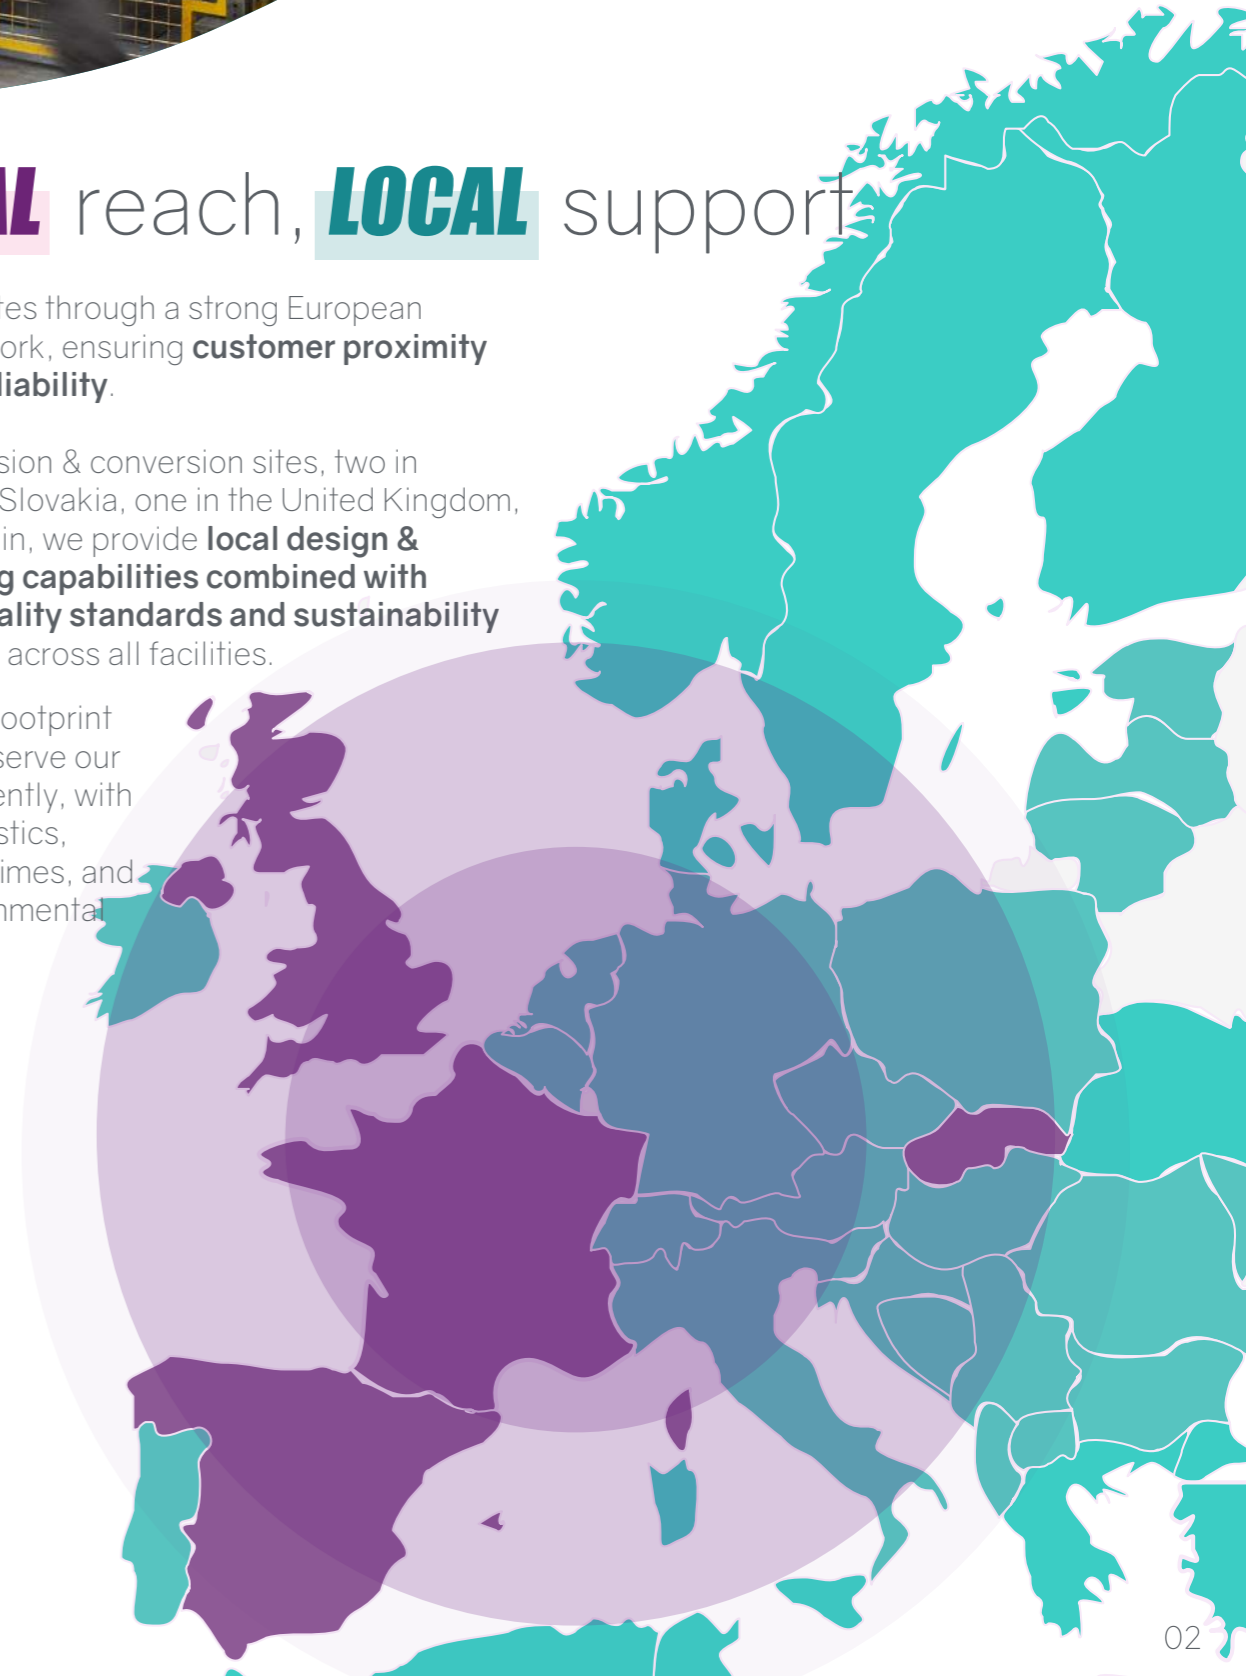 AL reach, LOCAL support
tes through a strong European
ork, ensuring customer proximity
liability.
sion & conversion sites, two in
Slovakia, one in the United Kingdom,
in, we provide local design &
g capabilities combined with
ality standards and sustainability
across all facilities.
ootprint
serve our
ently, with
stics,
imes, and
nmental
02